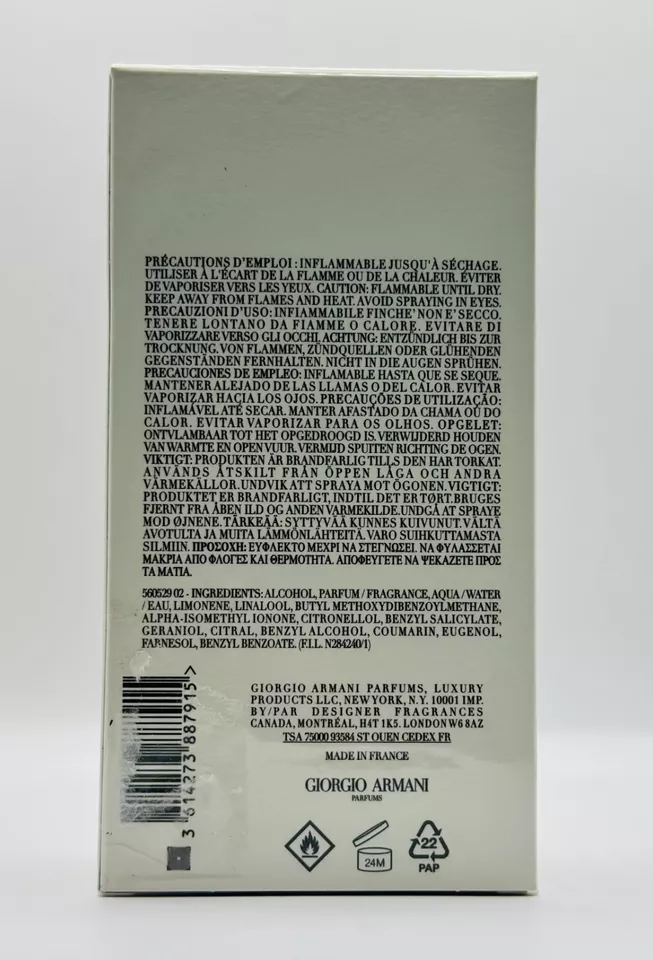 PRÉCAUTIONS D'EMPLOI : INFLAMMABLE JUSQU'À SÉCHAGE.
UTILISER À L'ÉCART DE LA FLAMME OU DE LA CHALEUR. ÉVITER
DE VAPORISER VERS LES YEUX. CAUTION: FLAMMABLE UNTIL DRY.
KEEP AWAY FROM FLAMES AND HEAT. AVOID SPRAYING IN EYES.
PRECAUZIONI D'USO: INFIAMMABILE FINCHE' NON E' SECCO.
TENERE LONTANO DA FIAMME O CALORE. EVITARE DI
VAPORIZZARE VERSO GLI OCCHI. ACHTUNG: ENTZÜNDLICH BIS ZUR
TROCKNUNG. VON FLAMMEN, ZÜNDQUELLEN ODER GLÜHENDEN
GEGENSTÄNDEN FERNHALTEN. NICHT IN DIE AUGEN SPRÜHEN.
PRECAUCIONES DE EMPLEO: INFLAMABLE HASTA QUE SE SEQUE.
MANTENER ALEJADO DE LAS LLAMAS O DEL CALOR. EVITAR
VAPORIZAR HACIA LOS OJOS. PRECAUÇÕES DE UTILIZAÇÃO:
INFLAMÁVEL ATÉ SECAR. MANTER AFASTADO DA CHAMA OU DO
CALOR. EVITAR VAPORIZAR PARA OS OLHOS. OPGELET:
ONTVLAMBAAR TOT HET OPGEDROOGD IS. VERWIJDERD HOUDEN
VAN WARMTE EN OPEN VUUR. VERMIJD SPUITEN RICHTING DE OGEN.
VIKTIGT: PRODUKTEN ÄR BRANDFARLIG TILLS DEN HAR TORKAT.
ANVÄNDS ÅTSKILT FRÅN ÖPPEN LÅGA OCH ANDRA
VÄRMEKÄLLOR. UNDVIK ATT SPRAYA MOT ÖGONEN. VIGTIGT:
PRODUKTET ER BRANDFARLIGT, INDTIL DET ER TØRT. BRUGES
FJERNT FRA ÅBEN ILD OG ANDEN VARMEKILDE. UNDGÅ AT SPRAYE
MOD ØJNENE. TÄRKEÄÄ: SYTTYVÄÄ KUNNES KUIVUNUT. VÄLTÄ
AVOTULTA JA MUITA LÄMMÖNLÄHTEITÄ. VARO SUIHKUTTAMASTA
SILMIIN. ΠΡΟΣΟΧΗ: ΕΥΦΛΕΚΤΟ ΜΕΧΡΙ ΝΑ ΣΤΕΓΝΩΣΕΙ. ΝΑ ΦΥΛΑΣΣΕΤΑΙ
ΜΑΚΡΙΑ ΑΠΟ ΦΛΟΓΕΣ ΚΑΙ ΘΕΡΜΟΤΗΤΑ. ΑΠΟΦΕΥΓΕΤΕ ΝΑ ΨΕΚΑΖΕΤΕ ΠΡΟΣ
ΤΑ ΜΑΤΙΑ.
560529 02 - INGREDIENTS: ALCOHOL, PARFUM / FRAGRANCE, AQUA / WATER
/ EAU, LIMONENE, LINALOOL, BUTYL METHOXYDIBENZOYLMETHANE,
ALPHA-ISOMETHYL IONONE, CITRONELLOL, BENZYL SALICYLATE,
GERANIOL, CITRAL, BENZYL ALCOHOL, COUMARIN, EUGENOL,
FARNESOL, BENZYL BENZOATE. (F.I.L. N284240/1)
GIORGIO ARMANI PARFUMS, LUXURY
PRODUCTS LLC, NEW YORK, N.Y. 10001 IMP.
BY/PAR DESIGNER FRAGRANCES
CANADA, MONTRÉAL, H4T 1K5. LONDON W6 8AZ
TSA 75000 93584 ST OUEN CEDEX FR
MADE IN FRANCE
GIORGIO ARMANI
PARFUMS
3 614273 887915 >
24M
22
PAP